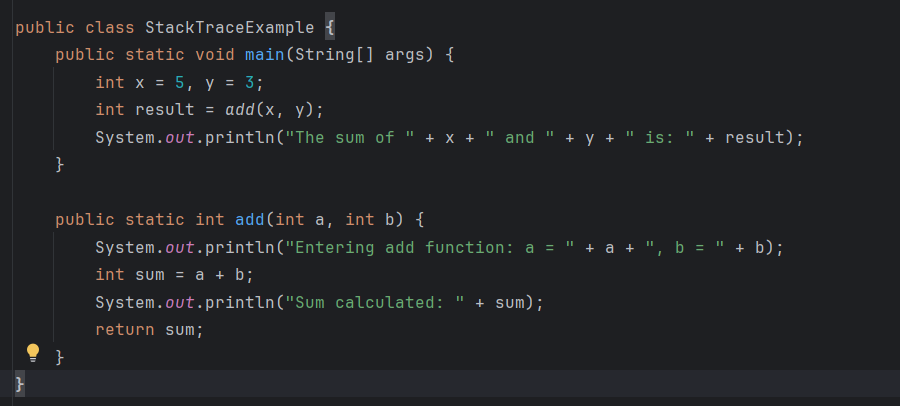 public class StackTraceExample {
    public static void main(String[] args) {
        int x = 5, y = 3;
        int result = add(x, y);
        System.out.println("The sum of " + x + " and " + y + " is: " + result);
    }

    public static int add(int a, int b) {
        System.out.println("Entering add function: a = " + a + ", b = " + b);
        int sum = a + b;
        System.out.println("Sum calculated: " + sum);
        return sum;
    }
}